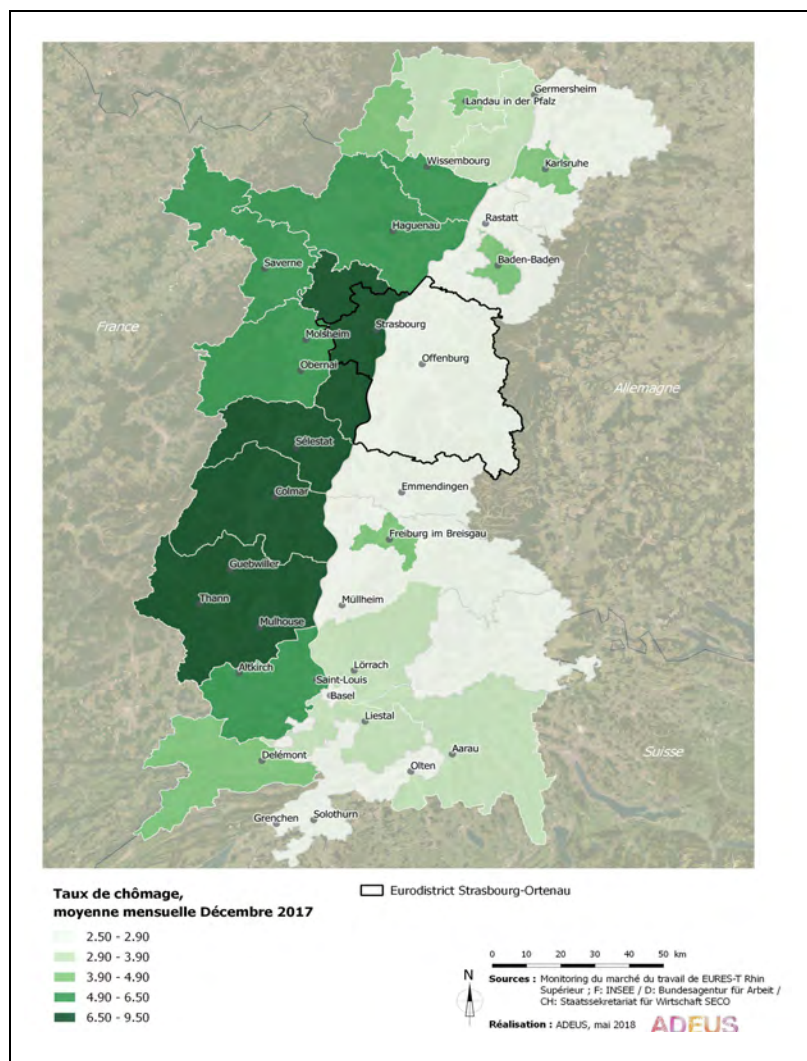 Germersheim
Landau in der Pfalz
Wissembourg
Karlsruhe
Rastatt
Haguenau
Baden-Baden
Saverne
France
Strasbourg
Molsheim
Offenburg
Obernai
Allemagne
Sélestat
Emmendingen
Colmar
Freiburg im Breisgau
Guebwiller
Thann
Müllheim
Mulhouse
Altkirch
Lörrach
Saint-Louis
Basel
Liestal
Delémont
Aarau
Suisse
Olten
Grenchen
Solothurn
Taux de chômage,
moyenne mensuelle Décembre 2017
2.50 - 2.90
2.90 - 3.90
3.90 - 4.90
4.90 - 6.50
6.50 - 9.50
Eurodistrict Strasbourg-Ortenau
0 10 20 30 40 50 km
N
Sources : Monitoring du marché du travail de EURES-T Rhin
Supérieur ; F: INSEE / D: Bundesagentur für Arbeit /
CH: Staatssekretariat für Wirtschaft SECO
Réalisation : ADEUS, mai 2018 ADEUS